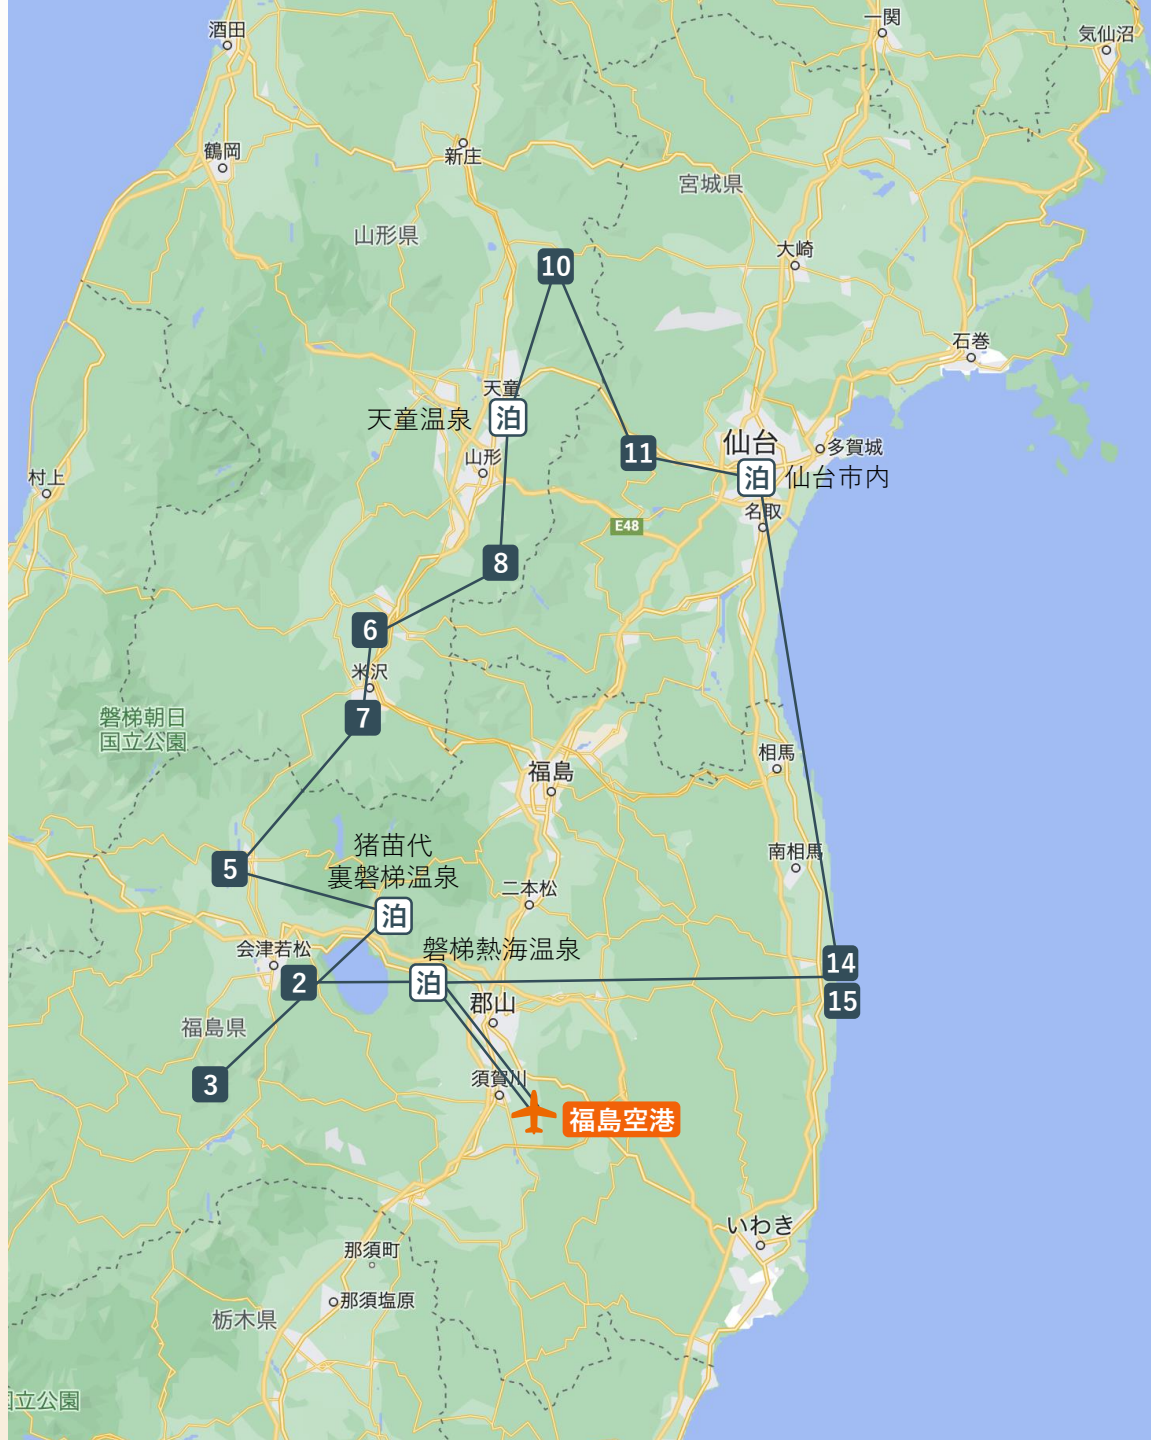 酒田
一関
気仙沼
鶴岡
新庄
宮城県
山形県
大崎
10
石巻
天童
天童温泉
泊
山形
11
仙台
多賀城
泊
仙台市内
村上
名取
E48
8
6
米沢
7
磐梯朝日
国立公園
相馬
福島
猪苗代
裏磐梯温泉
南相馬
5
二本松
泊
会津若松
磐梯熱海温泉
14
2
泊
15
郡山
福島県
3
須賀川
福島空港
いわき
那須町
那須塩原
栃木県
国立公園